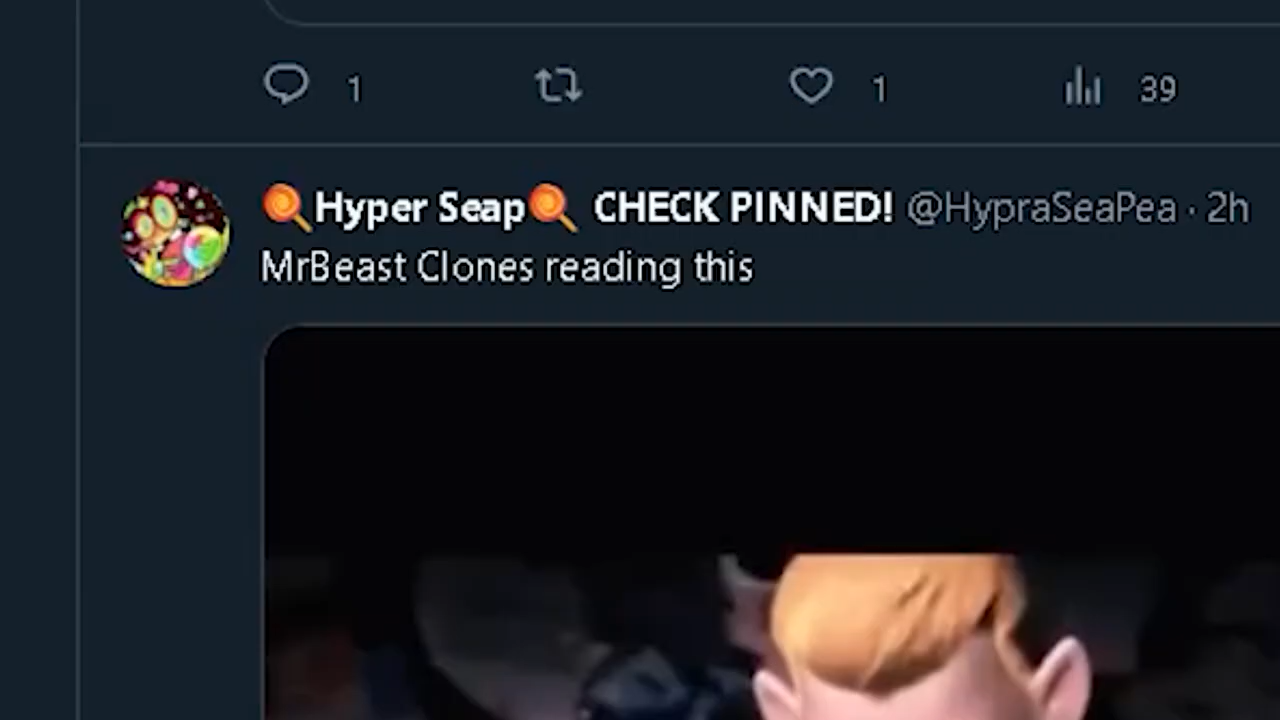 1 1 39
🍭Hyper Seap🍭 CHECK PINNED! @HypraSeaPea · 2h
MrBeast Clones reading this